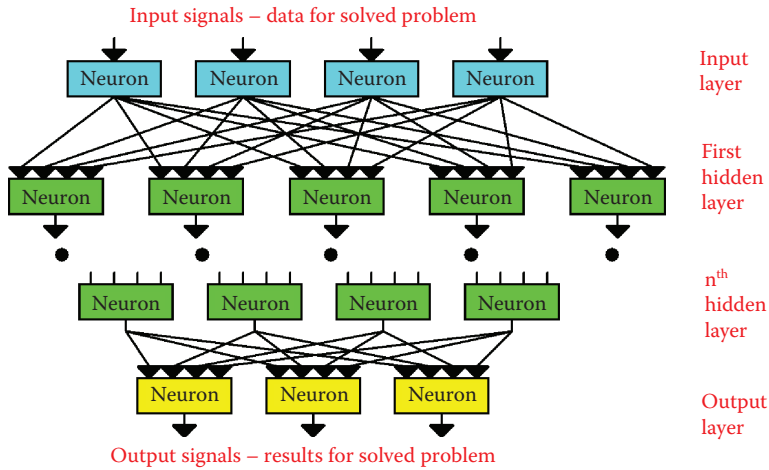 Input signals – data for solved problem
Neuron Neuron Neuron Neuron
Input
layer
First
hidden
layer
Neuron Neuron Neuron Neuron Neuron
nth
hidden
layer
Neuron Neuron Neuron Neuron
Neuron Neuron Neuron
Output
layer
Output signals – results for solved problem